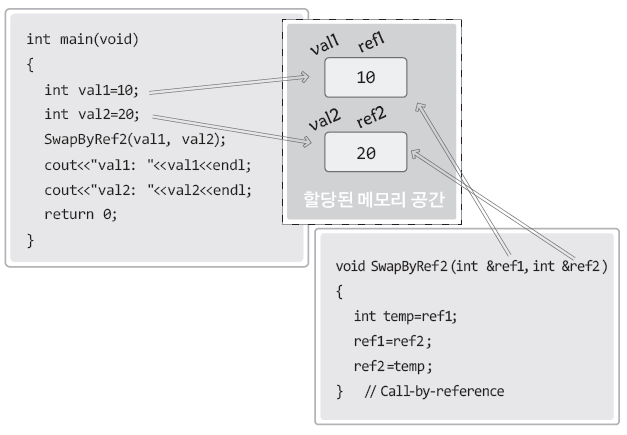 int main(void)
{
int val1=10;
int val2=20;
SwapByRef2(val1, val2);
cout<<"val1: "<<val1<<endl;
cout<<"val2: "<<val2<<endl;
return 0;
}
val1 ref1
10
val2 ref2
20
할당된 메모리 공간
void SwapByRef2(int &ref1, int &ref2)
{
int temp=ref1;
ref1=ref2;
ref2=temp;
} // Call-by-reference